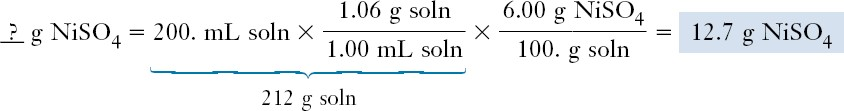 ? g NiSO₄ = 200. mL soln × 1.06 g soln / 1.00 mL soln × 6.00 g NiSO₄ / 100. g soln = 12.7 g NiSO₄
212 g soln